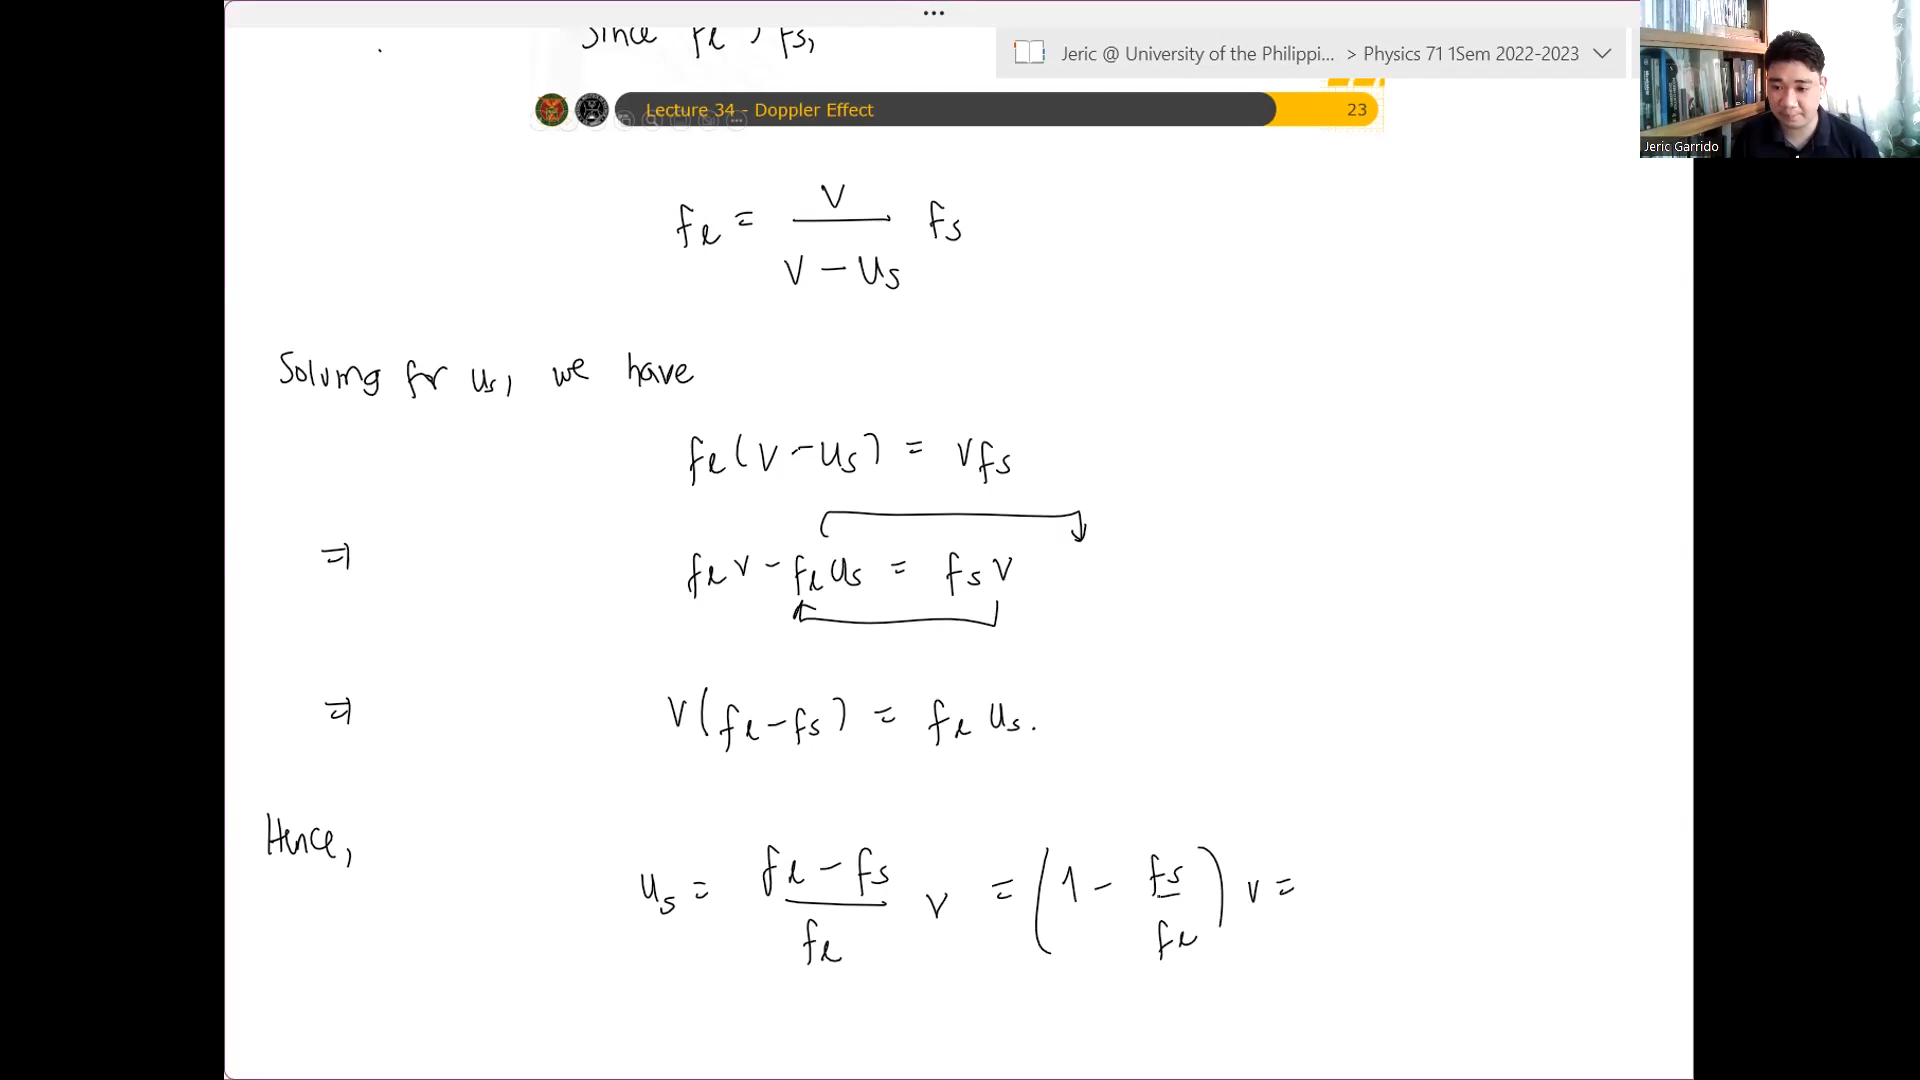 Since fℓ > fs,
Jeric @ University of the Philippi... > Physics 71 1Sem 2022-2023
Jeric Garrido
Lecture 34 - Doppler Effect 23
fℓ = v / (v - us) fs
Solving for us, we have
fℓ(v - us) = vfs
⇒ fℓv - fℓus = fsv
⇒ v(fℓ - fs) = fℓ us.
Hence,
us = (fℓ - fs) / fℓ v = (1 - fs / fℓ) v =